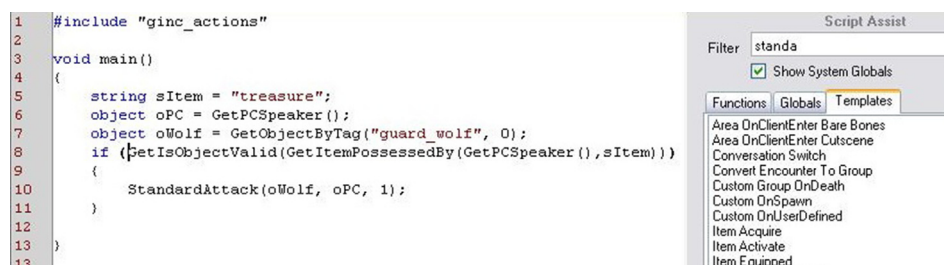 1 #include "ginc_actions"
2
3 void main()
4 {
5 string sItem = "treasure";
6 object oPC = GetPCSpeaker();
7 object oWolf = GetObjectByTag("guard_wolf", 0);
8 if (GetIsObjectValid(GetItemPossessedBy(GetPCSpeaker(),sItem)))
9 {
10 StandardAttack(oWolf, oPC, 1);
11 }
12
13 }
13
Script Assist
Filter standa
Show System Globals
Functions Globals Templates
Area OnClientEnter Bare Bones
Area OnClientEnter Cutscene
Conversation Switch
Convert Encounter To Group
Custom Group OnDeath
Custom OnSpawn
Custom OnUserDefined
Item Acquire
Item Activate
Item Equipped